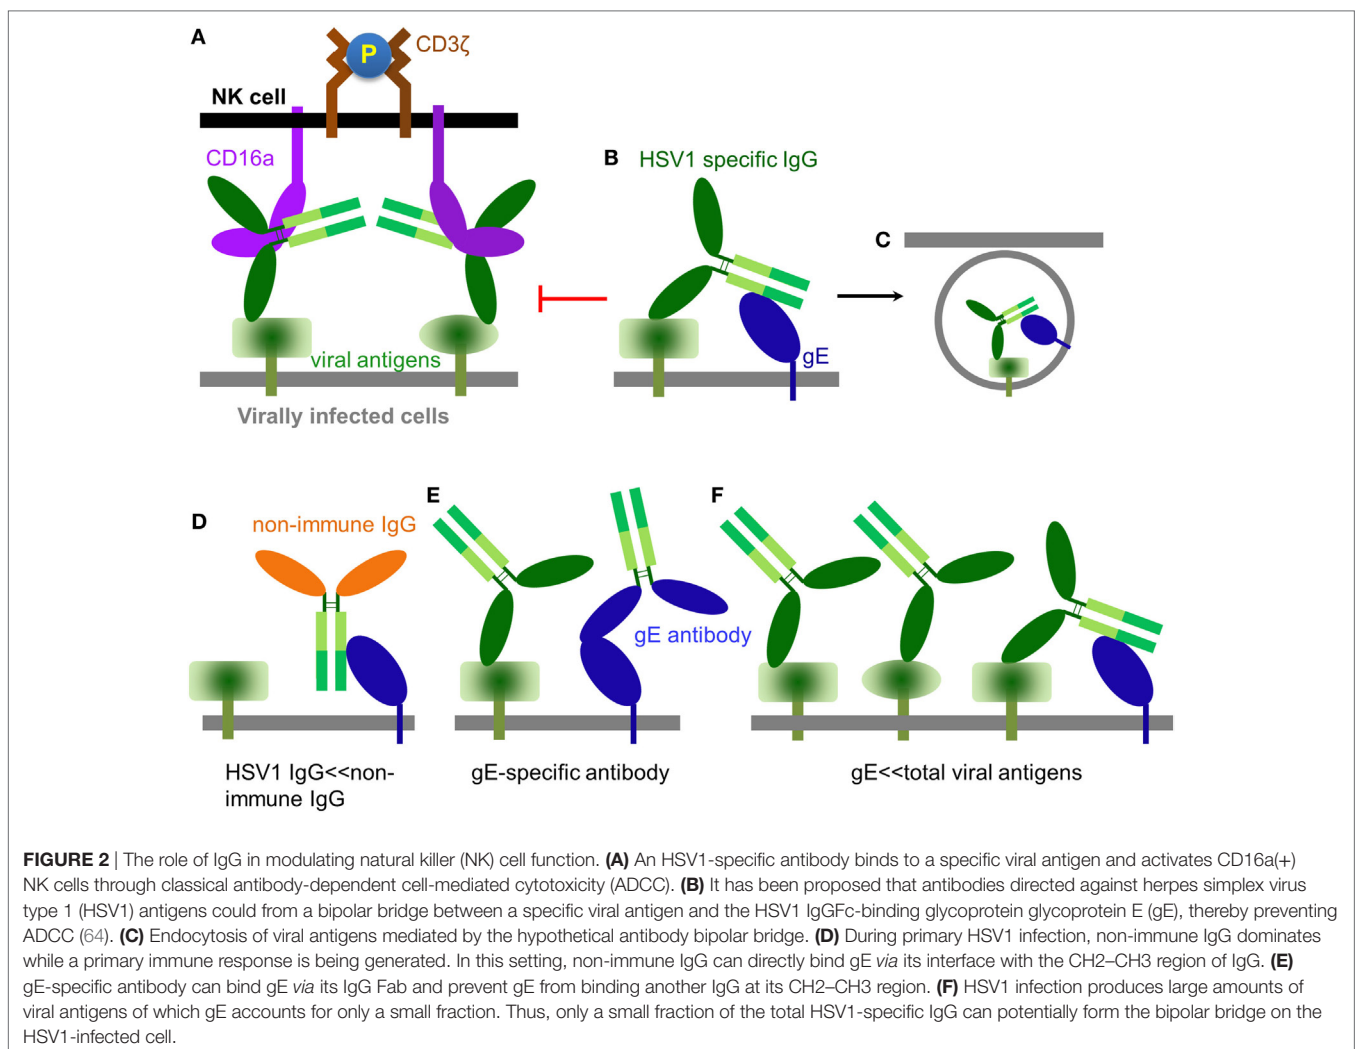 A
P
CD3ζ
NK cell
CD16a
B
HSV1 specific IgG
C
gE
viral antigens
Virally infected cells
D
non-immune IgG
E
gE antibody
F
HSV1 IgG<<non-
immune IgG
gE-specific antibody
gE<<total viral antigens
FIGURE 2 | The role of IgG in modulating natural killer (NK) cell function. (A) An HSV1-specific antibody binds to a specific viral antigen and activates CD16a(+)
NK cells through classical antibody-dependent cell-mediated cytotoxicity (ADCC). (B) It has been proposed that antibodies directed against herpes simplex virus
type 1 (HSV1) antigens could from a bipolar bridge between a specific viral antigen and the HSV1 IgGFc-binding glycoprotein glycoprotein E (gE), thereby preventing
ADCC (64). (C) Endocytosis of viral antigens mediated by the hypothetical antibody bipolar bridge. (D) During primary HSV1 infection, non-immune IgG dominates
while a primary immune response is being generated. In this setting, non-immune IgG can directly bind gE via its interface with the CH2–CH3 region of IgG. (E)
gE-specific antibody can bind gE via its IgG Fab and prevent gE from binding another IgG at its CH2–CH3 region. (F) HSV1 infection produces large amounts of
viral antigens of which gE accounts for only a small fraction. Thus, only a small fraction of the total HSV1-specific IgG can potentially form the bipolar bridge on the
HSV1-infected cell.